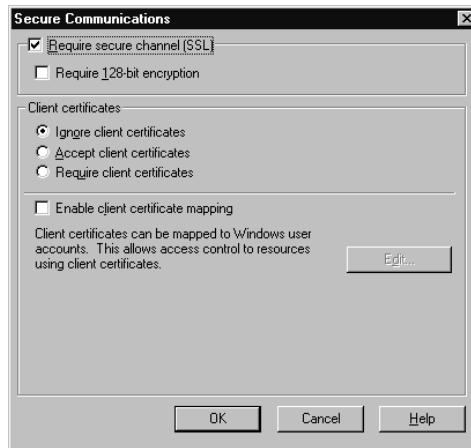 Secure Communications
Require secure channel (SSL)
Require 128-bit encryption
Client certificates
Ignore client certificates
Accept client certificates
Require client certificates
Enable client certificate mapping
Client certificates can be mapped to Windows user
accounts. This allows access control to resources
using client certificates.
Edit...
OK
Cancel
Help